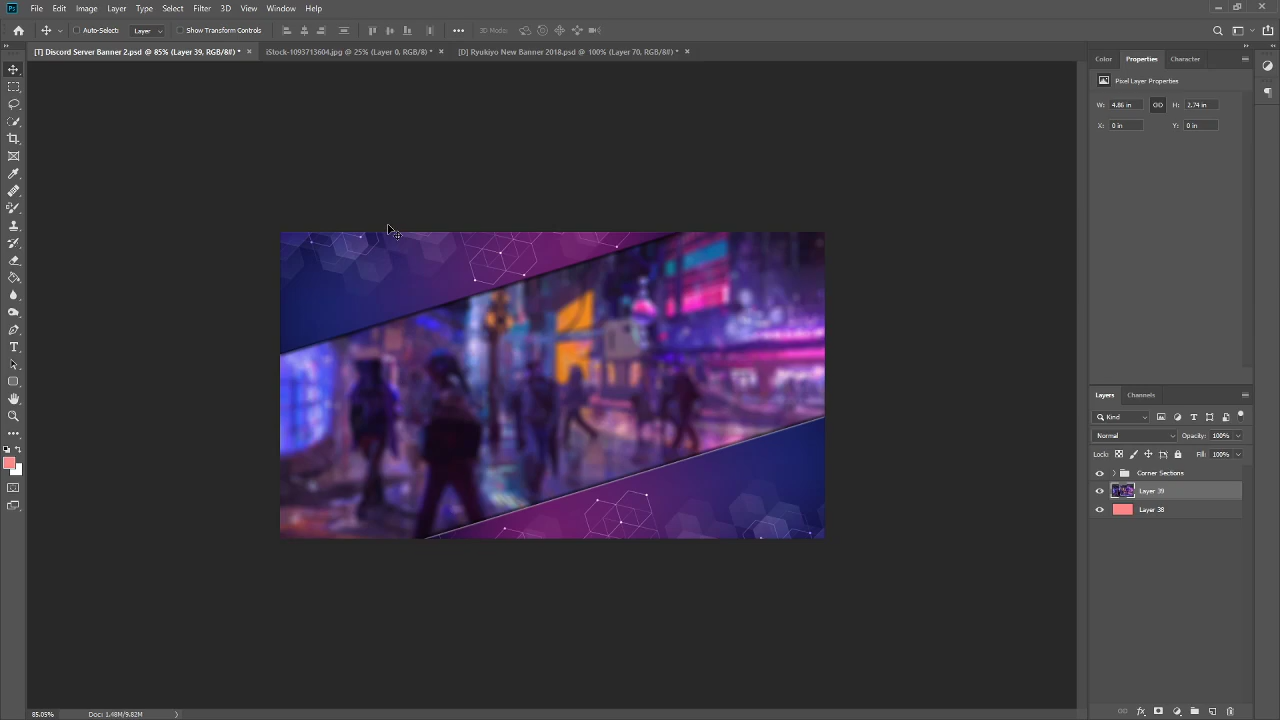 Ps File Edit Image Layer Type Select Filter 3D View Window Help
Auto-Select: Layer Show Transform Controls 3D Mode:
[T] Discord Server Banner 2.psd @ 85% (Layer 39, RGB/8#) * × iStock-1093713604.jpg @ 25% (Layer 0, RGB/8) * × [D] Ryukiyo New Banner 2018.psd @ 100% (Layer 70, RGB/8#) * ×
Color Properties Character
Pixel Layer Properties
W: 4.86 in H: 2.74 in
X: 0 in Y: 0 in
Layers Channels
Kind
Normal Opacity: 100%
Lock: Fill: 100%
Corner Sections
Layer 39
Layer 38
85.05% Doc: 1.48M/9.82M